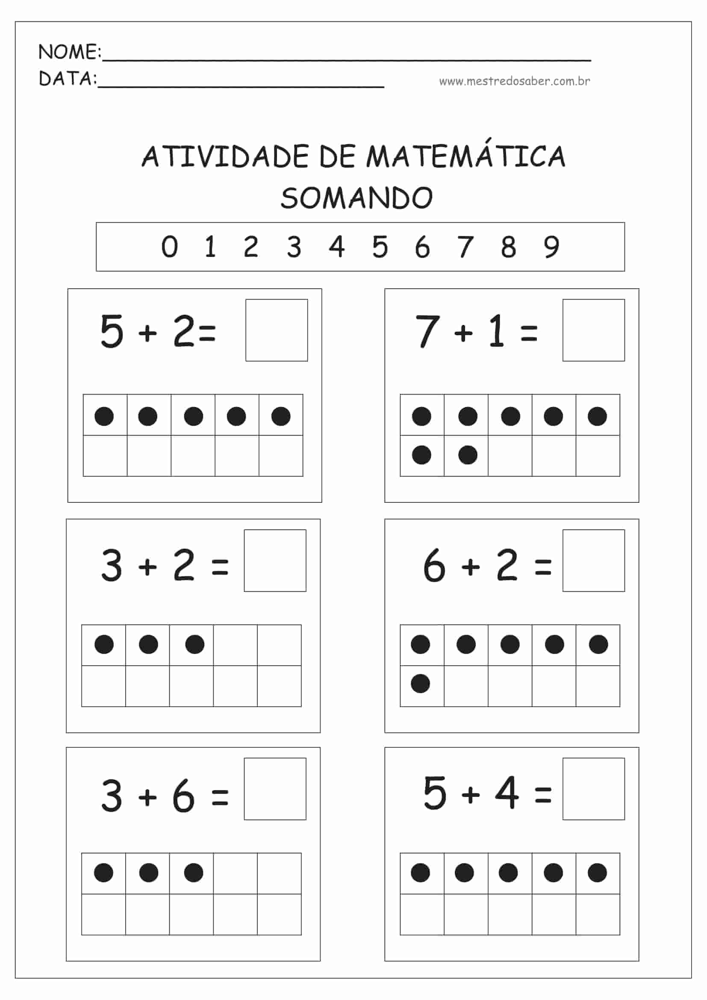 NOME:
DATA:
www.mestredosaber.com.br
ATIVIDADE DE MATEMÁTICA
SOMANDO
0 1 2 3 4 5 6 7 8 9
5 + 2=
7 + 1 =
3 + 2 =
6 + 2 =
3 + 6 =
5 + 4 =